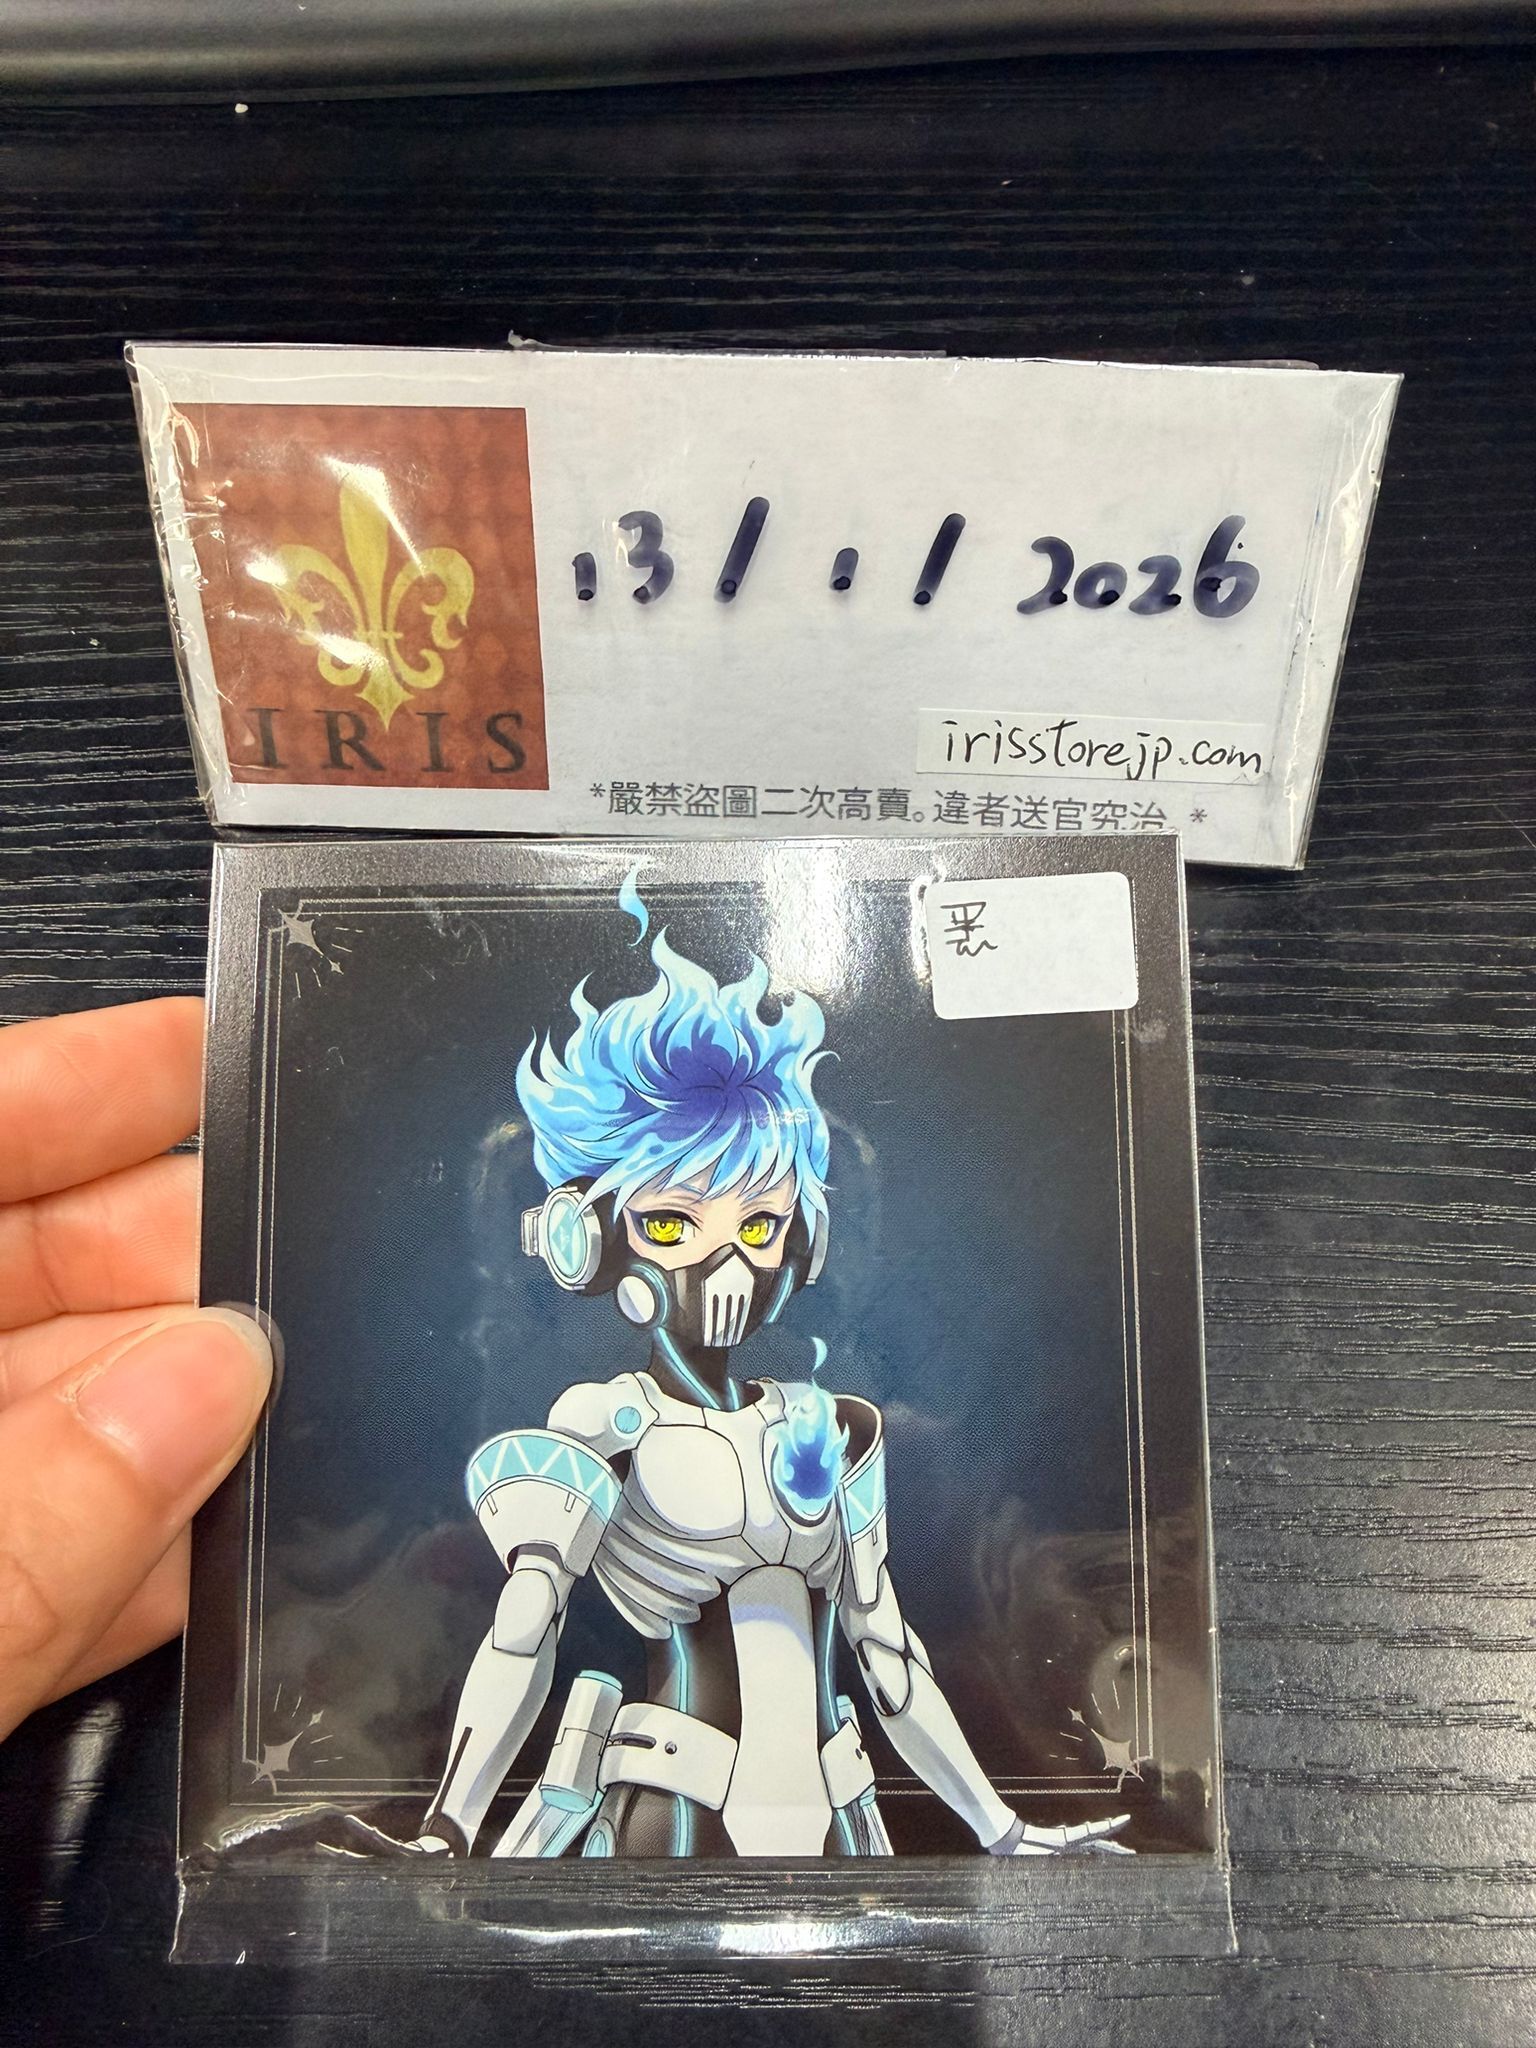 13/1/2026
IRIS
irisstorejp.com
*嚴禁盜圖二次高賣。違者送官究治 *